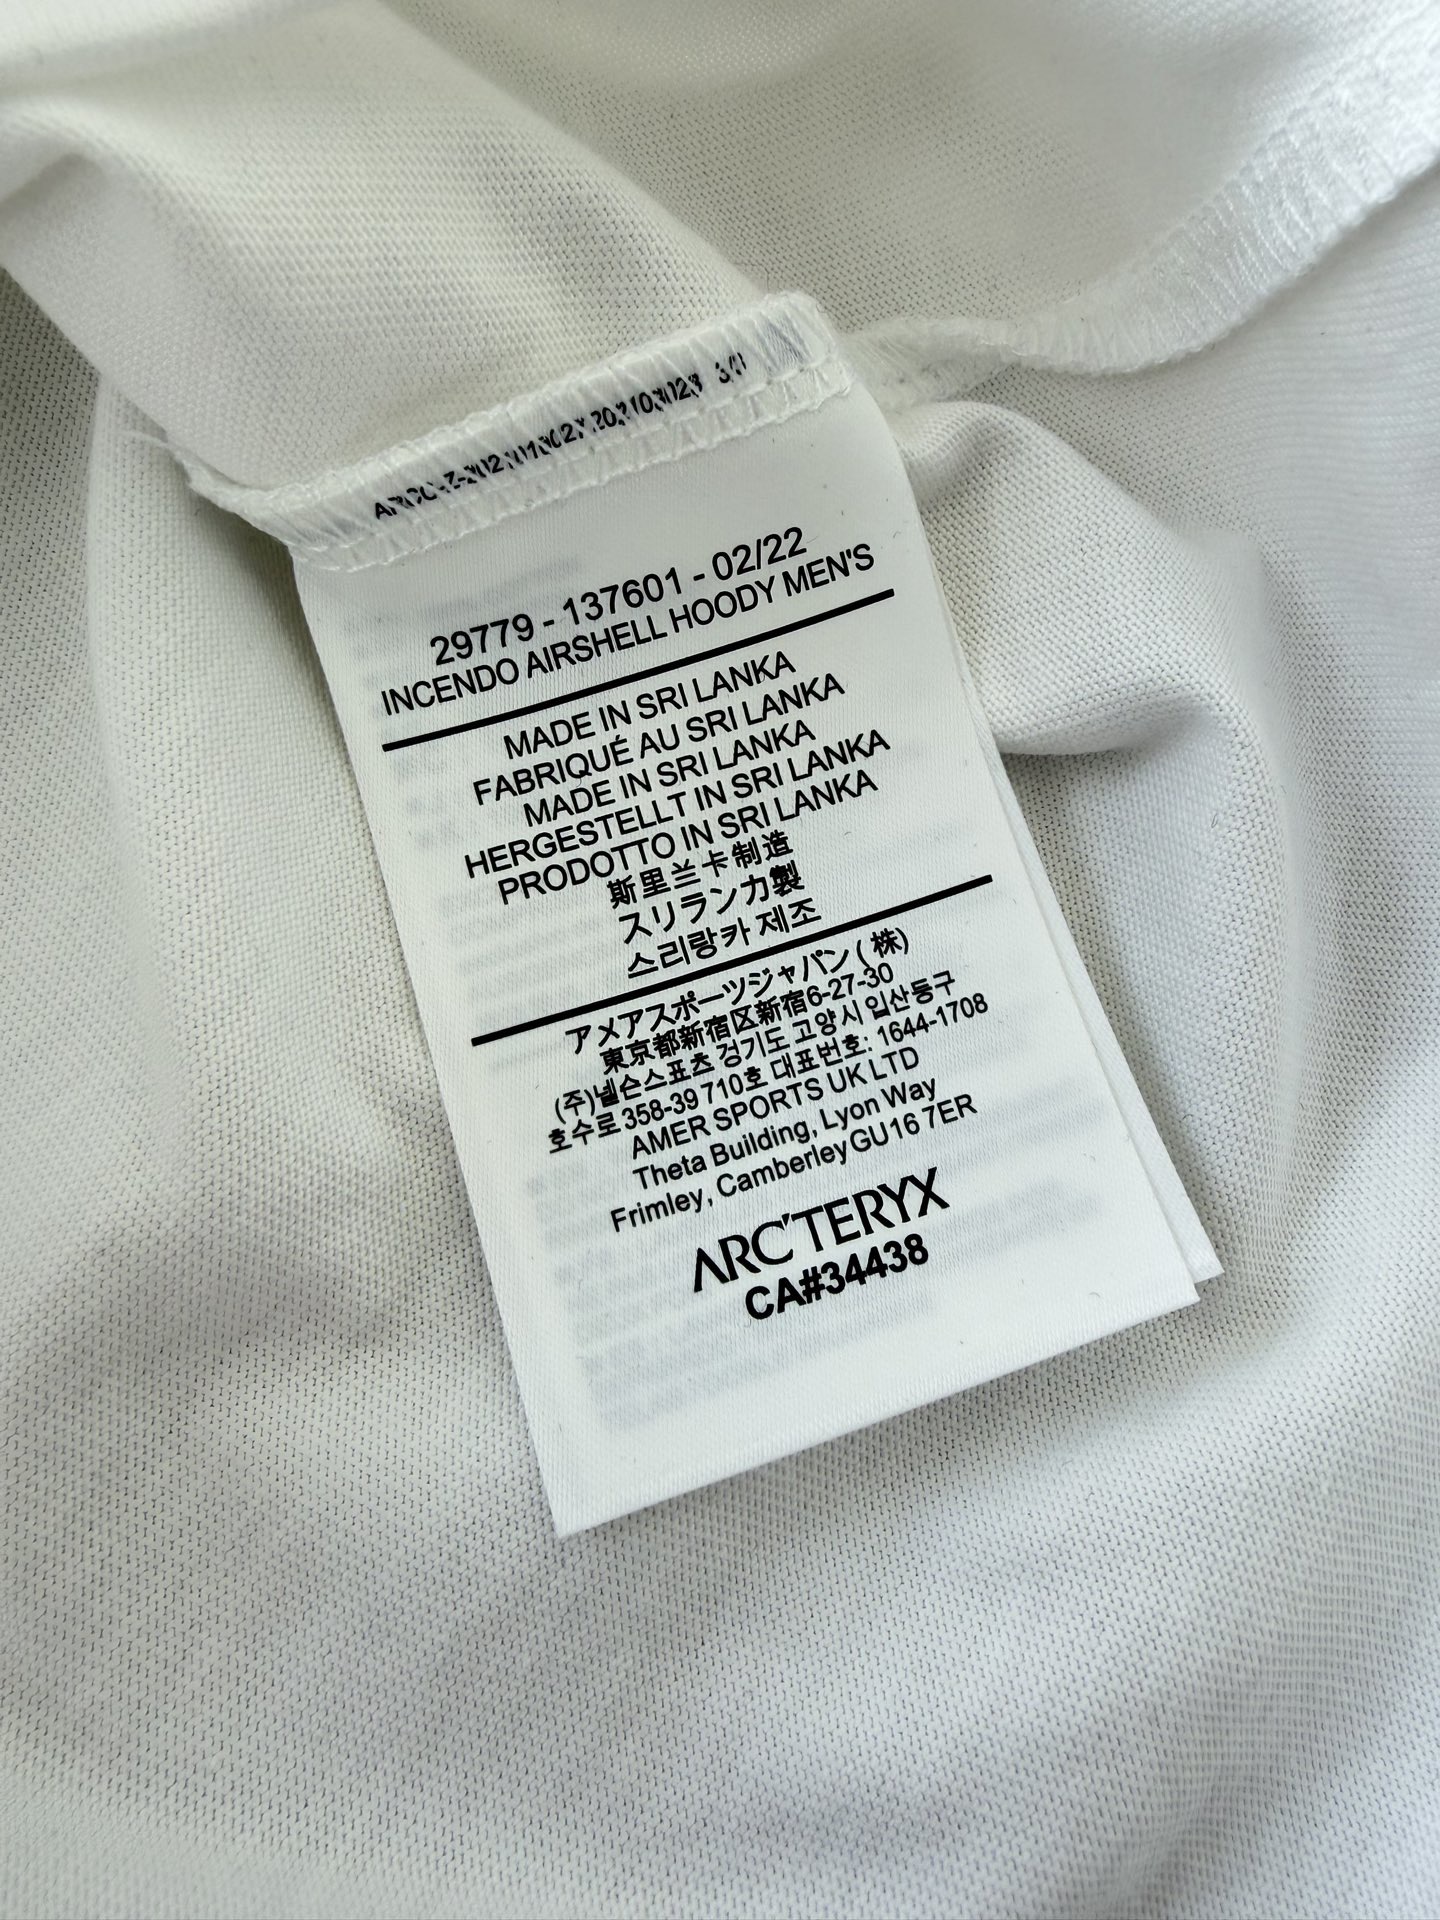 29779 - 137601 - 02/22
INCENDO AIRSHELL HOODY MEN'S
MADE IN SRI LANKA
FABRIQUÉ AU SRI LANKA
MADE IN SRI LANKA
HERGESTELLT IN SRI LANKA
PRODOTTO IN SRI LANKA
斯里兰卡制造
スリランカ製
스리랑카 제조
アメアスポーツジャパン(株)
東京都新宿区新宿6-27-30
(주)넬슨스포츠 경기도 고양시 일산동구
호수로 358-39 710호 대표번호: 1644-1708
AMER SPORTS UK LTD
Theta Building, Lyon Way
Frimley, Camberley GU16 7ER
ARC'TERYX
CA#34438